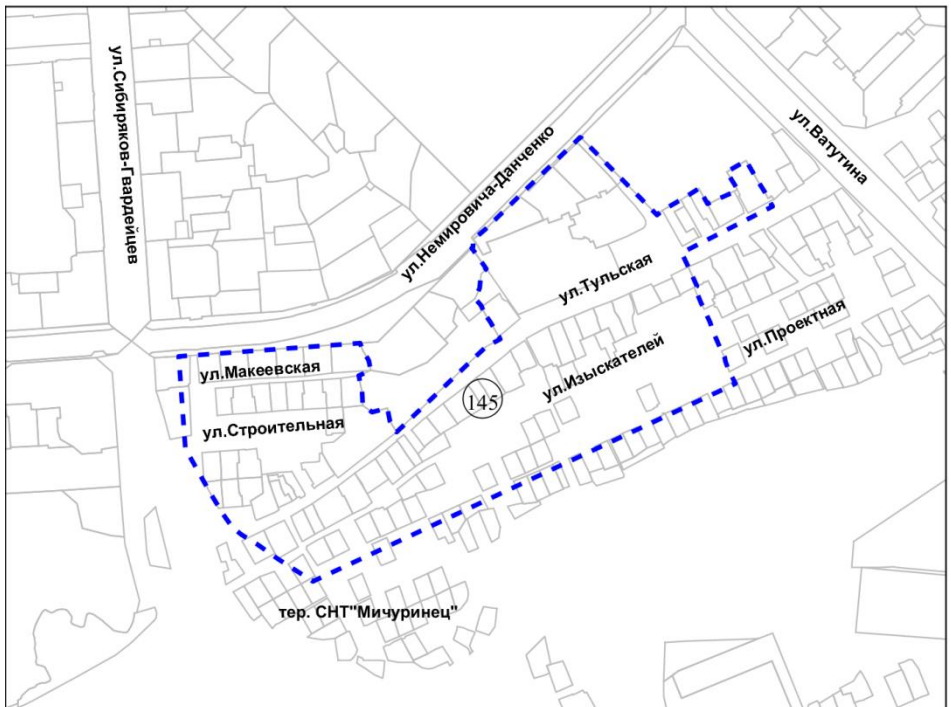 ул.Сибиряков-Гвардейцев
ул.Немировича-Данченко
ул.Ватутина
ул.Тульская
ул.Проектная
ул.Изыскателей
ул.Макеевская
145
ул.Строительная
тер. СНТ"Мичуринец"